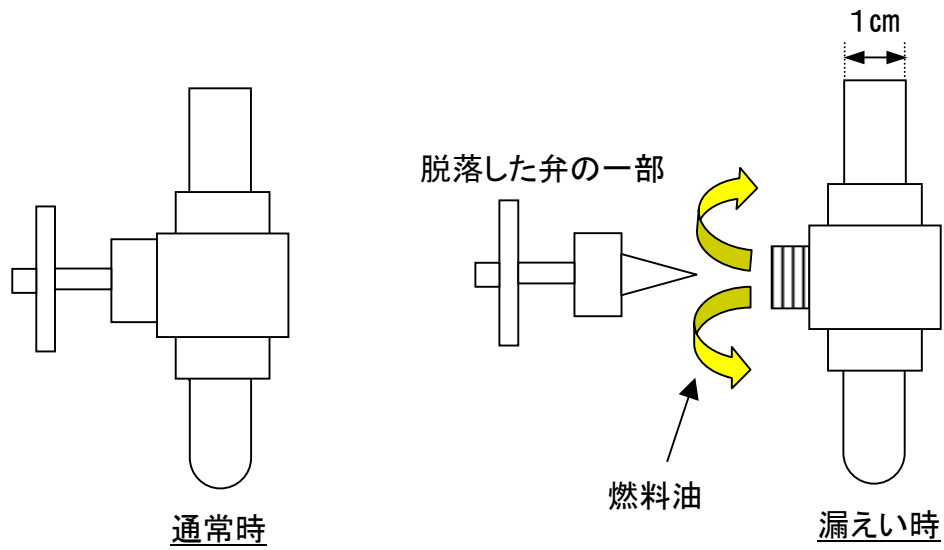 1cm
脱落した弁の一部
燃料油
通常時
漏えい時